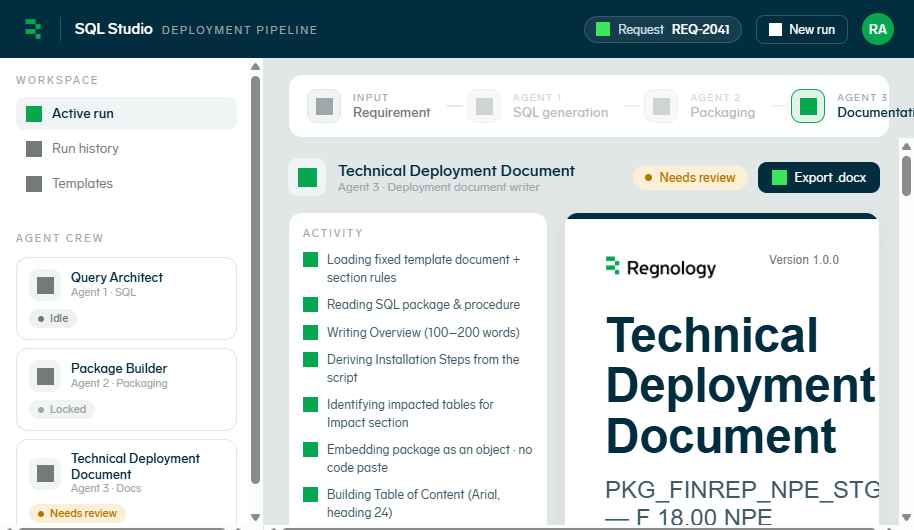 SQL Studio DEPLOYMENT PIPELINE
Request REQ-2041
New run
RA
WORKSPACE
Active run
Run history
Templates
AGENT CREW
Query Architect
Agent 1 · SQL
Idle
Package Builder
Agent 2 · Packaging
Locked
Technical Deployment
Document
Agent 3 · Docs
Needs review
INPUT
Requirement
AGENT 1
SQL generation
AGENT 2
Packaging
AGENT 3
Documentati
Technical Deployment Document
Agent 3 · Deployment document writer
Needs review
Export .docx
ACTIVITY
Loading fixed template document +
section rules
Reading SQL package & procedure
Writing Overview (100–200 words)
Deriving Installation Steps from the
script
Identifying impacted tables for
Impact section
Embedding package as an object · no
code paste
Building Table of Content (Arial,
heading 24)
Regnology
Version 1.0.0
Technical
Deployment
Document
PKG_FINREP_NPE_STG
— F 18.00 NPE